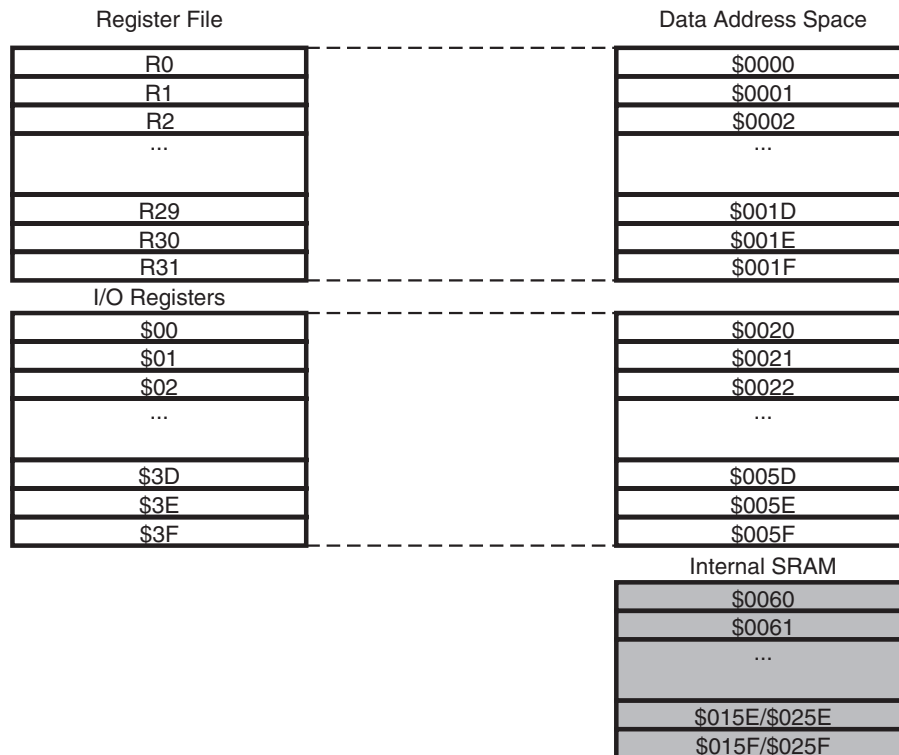 Register File Data Address Space
R0 $0000
R1 $0001
R2 $0002
... ...
R29 $001D
R30 $001E
R31 $001F
I/O Registers
$00 $0020
$01 $0021
$02 $0022
... ...
$3D $005D
$3E $005E
$3F $005F
Internal SRAM
$0060
$0061
...
$015E/$025E
$015F/$025F